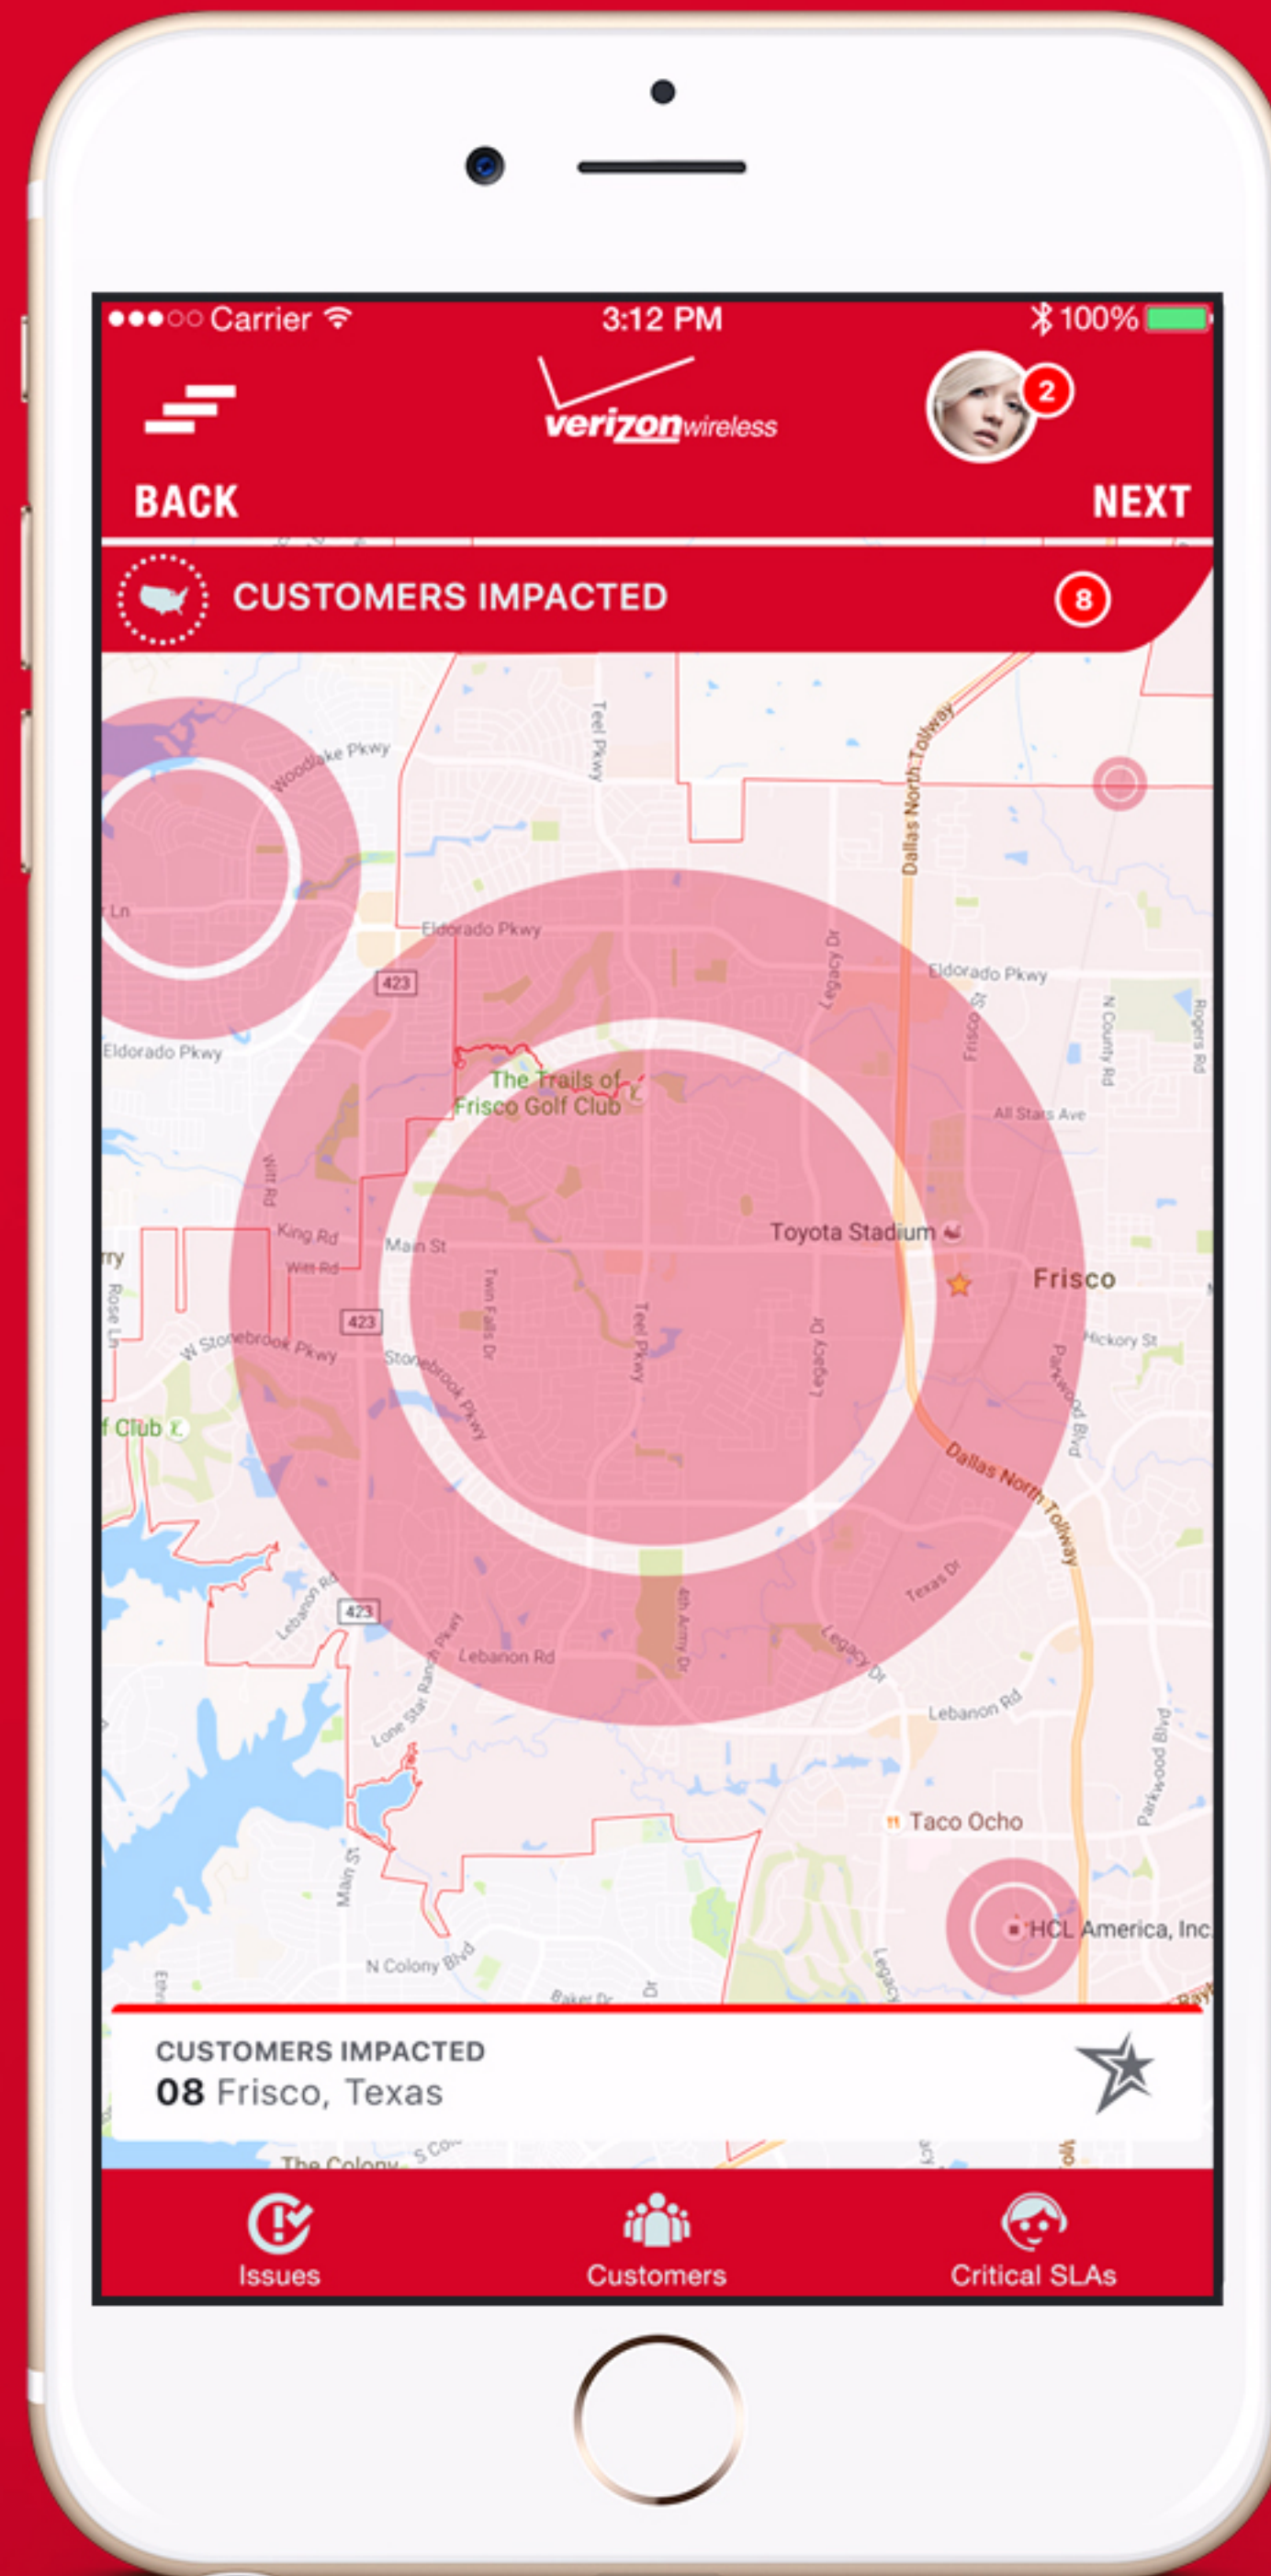 Carrier 3:12 PM 100%
verizonwireless
2
BACK NEXT
CUSTOMERS IMPACTED 8
Woodlake Pkwy
Teel Pkwy
Dallas North Tollway
Eldorado Pkwy
Legacy Dr
423
Eldorado Pkwy
Frisco St
N County Rd
Rogers Rd
Eldorado Pkwy
The Trails of
Frisco Golf Club
All Stars Ave
Witt Rd
King Rd
Main St
Toyota Stadium
Witt Rd
Frisco
Rose Ln
Twin Falls Dr
Teel Pkwy
Legacy Dr
423
W Stonebrook Pkwy
Stonebrook Pkwy
Hickory St
Parkwood Blvd
f Club
Dallas North Tollway
Texas Dr
Lebanon Rd
423
4th Army Dr
Lone Star Ranch Pkwy
Lebanon Rd
Legacy Dr
Lebanon Rd
Parkwood Blvd
Taco Ocho
Main St
HCL America, Inc.
N Colony Blvd
Legacy
Baker Dr
Dr
CUSTOMERS IMPACTED
08 Frisco, Texas
The Colony
Issues Customers Critical SLAs